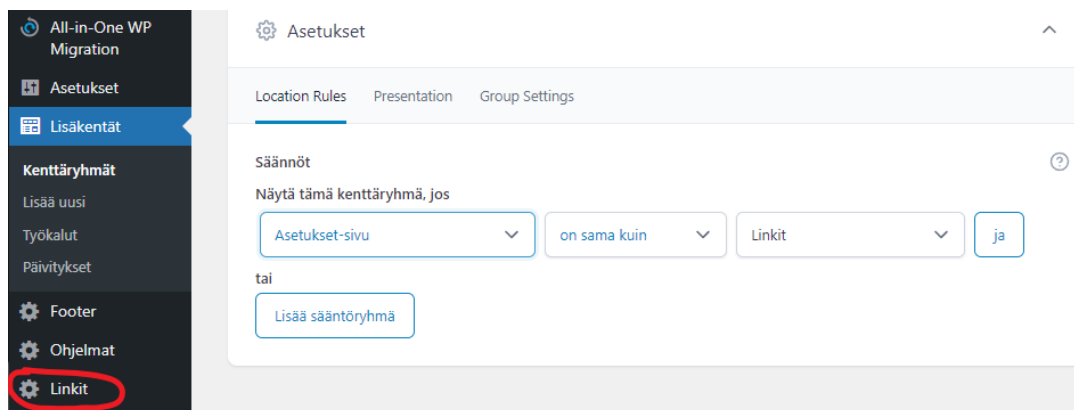 All-in-One WP
Migration
Asetukset
Lisäkentät
Kenttäryhmät
Lisää uusi
Työkalut
Päivitykset
Footer
Ohjelmat
Linkit
Asetukset
Location Rules Presentation Group Settings
Säännöt
Näytä tämä kenttäryhmä, jos
Asetukset-sivu on sama kuin Linkit ja
tai
Lisää sääntöryhmä